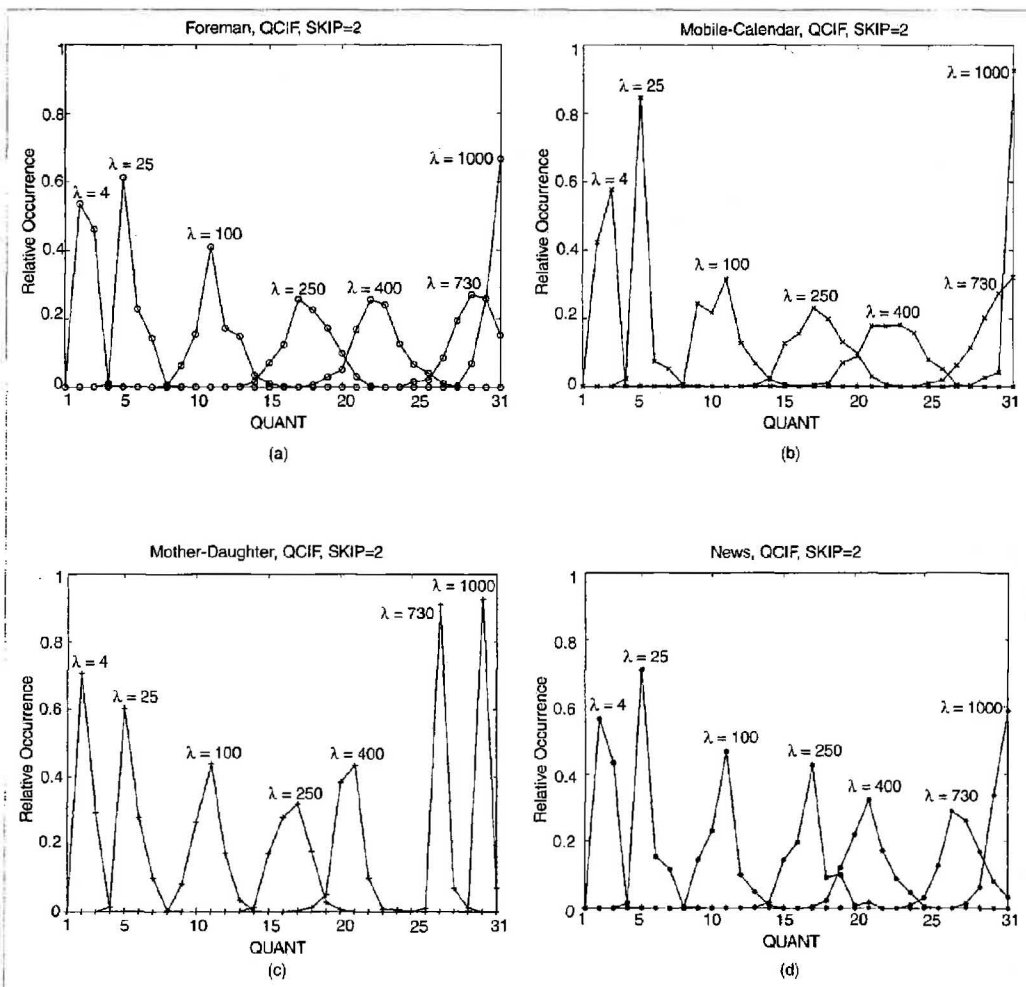 Foreman, QCIF, SKIP=2
1
0.8
0.6
0.4
0.2
0
Relative Occurrence
λ = 4
λ = 25
λ = 100
λ = 250
λ = 400
λ = 730
λ = 1000
1 5 10 15 20 25 31
QUANT
(a)
Mobile-Calendar, QCIF, SKIP=2
1
0.8
0.6
0.4
0.2
0
Relative Occurrence
λ = 4
λ = 25
λ = 100
λ = 250
λ = 400
λ = 730
λ = 1000
1 5 10 15 20 25 31
QUANT
(b)
Mother-Daughter, QCIF, SKIP=2
1
0.8
0.6
0.4
0.2
0
Relative Occurrence
λ = 4
λ = 25
λ = 100
λ = 250
λ = 400
λ = 730
λ = 1000
1 5 10 15 20 25 31
QUANT
(c)
News, QCIF, SKIP=2
1
0.8
0.6
0.4
0.2
0
Relative Occurrence
λ = 4
λ = 25
λ = 100
λ = 250
λ = 400
λ = 730
λ = 1000
1 5 10 15 20 25 31
QUANT
(d)